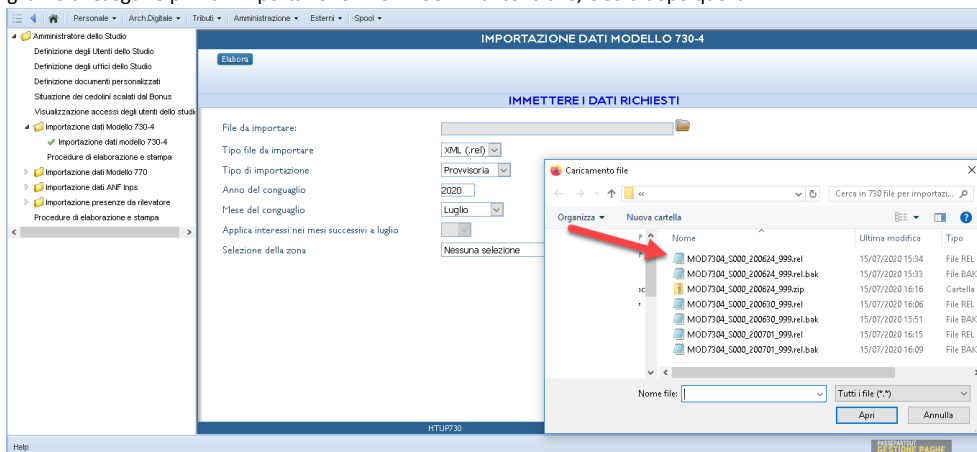 Personale Arch.Digitale Tributi Amministrazione Esterni Spool
Amministratore dello Studio
Definizione degli Utenti dello Studio
Definizione degli uffici dello Studio
Definizione documenti personalizzati
Situazione dei cedolini scalati dal Bonus
Visualizzazione accessi degli utenti dello studi
Importazione dati Modello 730-4
Importazione dati modello 730-4
Procedure di elaborazione e stampa
Importazione dati Modello 770
Importazione dati ANF Inps
Importazione presenze da rilevatore
Procedure di elaborazione e stampa
IMPORTAZIONE DATI MODELLO 730-4
Elabora
IMMETTERE I DATI RICHIESTI
File da importare:
Tipo file da importare XML (.rel)
Tipo di importazione Provvisoria
Anno del conguaglio 2020
Mese del conguaglio Luglio
Applica interessi nei mesi successivi a luglio
Selezione della zona Nessuna selezione
HTUP730
Caricamento file
« Cerca in 730 file per importazi...
Organizza Nuova cartella
Nome Ultima modifica Tipo
MOD7304_S000_200624_999.rel 15/07/2020 15:34 File REL
MOD7304_S000_200624_999.rel.bak 15/07/2020 15:33 File BAK
MOD7304_S000_200624_999.zip 15/07/2020 16:16 Cartella
MOD7304_S000_200630_999.rel 15/07/2020 16:06 File REL
MOD7304_S000_200630_999.rel.bak 15/07/2020 15:51 File BAK
MOD7304_S000_200701_999.rel 15/07/2020 16:15 File REL
MOD7304_S000_200701_999.rel.bak 15/07/2020 16:09 File BAK
Nome file: Tutti i file (*.*)
Apri Annulla
Help
PASSEPARTOUT
GESTIONE PAGHE